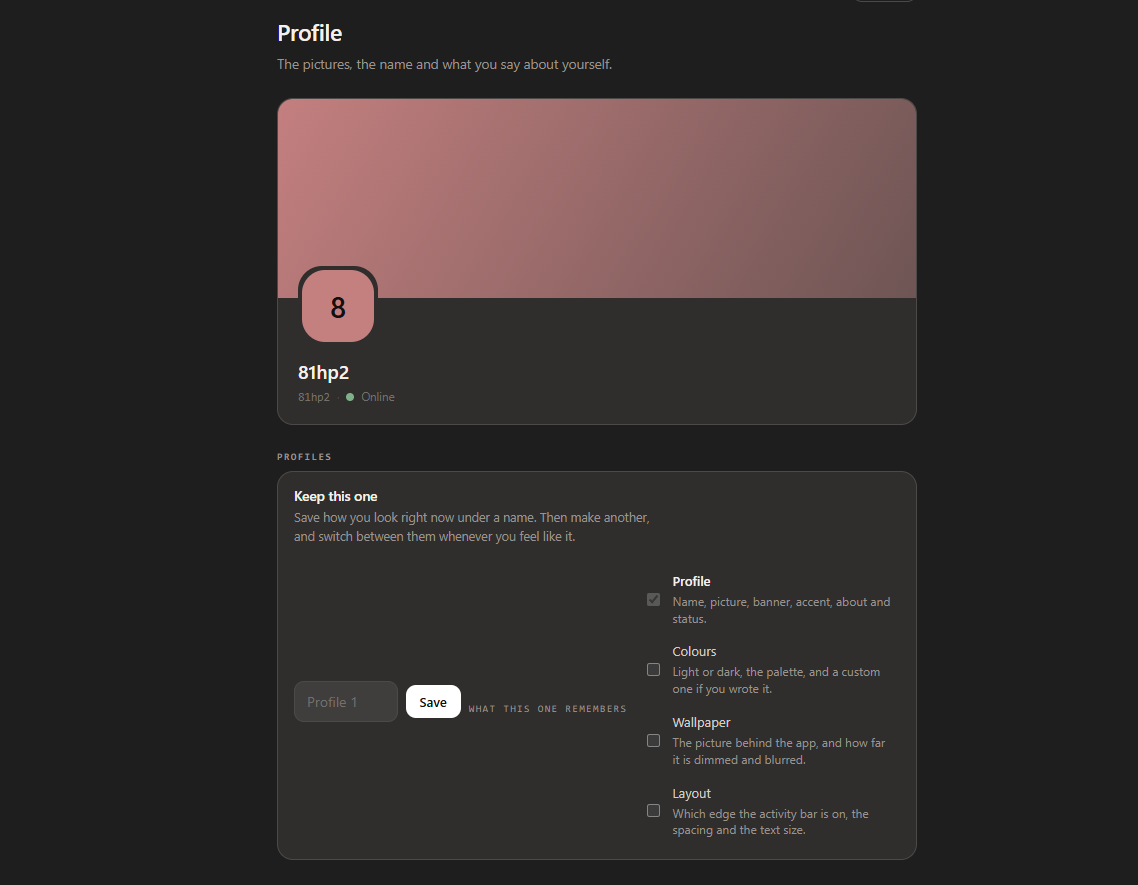 Profile
The pictures, the name and what you say about yourself.
8
81hp2
81hp2 · Online
PROFILES
Keep this one
Save how you look right now under a name. Then make another,
and switch between them whenever you feel like it.
Profile 1
Save
WHAT THIS ONE REMEMBERS
Profile
Name, picture, banner, accent, about and
status.
Colours
Light or dark, the palette, and a custom
one if you wrote it.
Wallpaper
The picture behind the app, and how far
it is dimmed and blurred.
Layout
Which edge the activity bar is on, the
spacing and the text size.